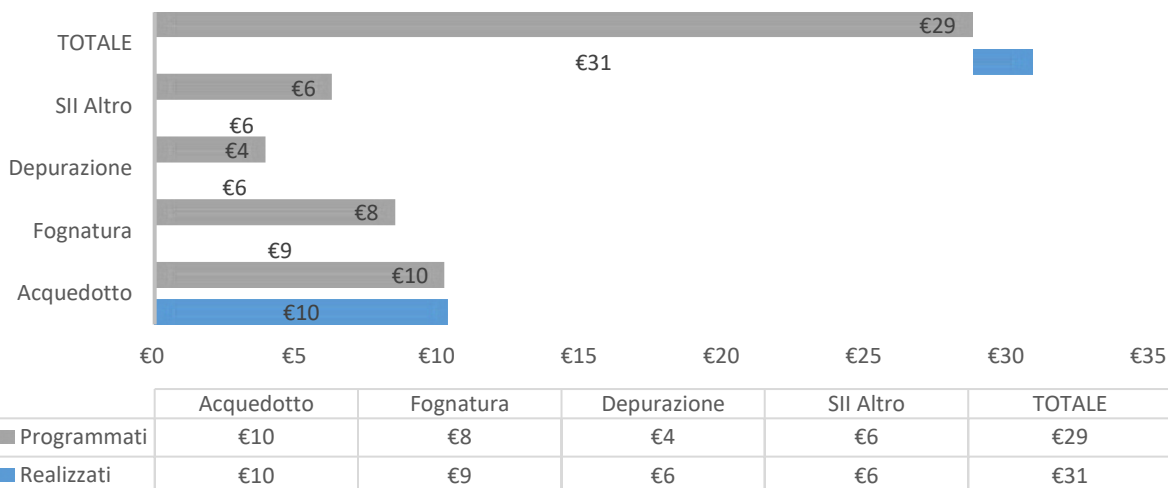 €29
TOTALE
€31
€6
SII Altro
€6
€4
Depurazione
€6
€8
Fognatura
€9
€10
Acquedotto
€10
€0 €5 €10 €15 €20 €25 €30 €35
Acquedotto Fognatura Depurazione SII Altro TOTALE
Programmati €10 €8 €4 €6 €29
Realizzati €10 €9 €6 €6 €31